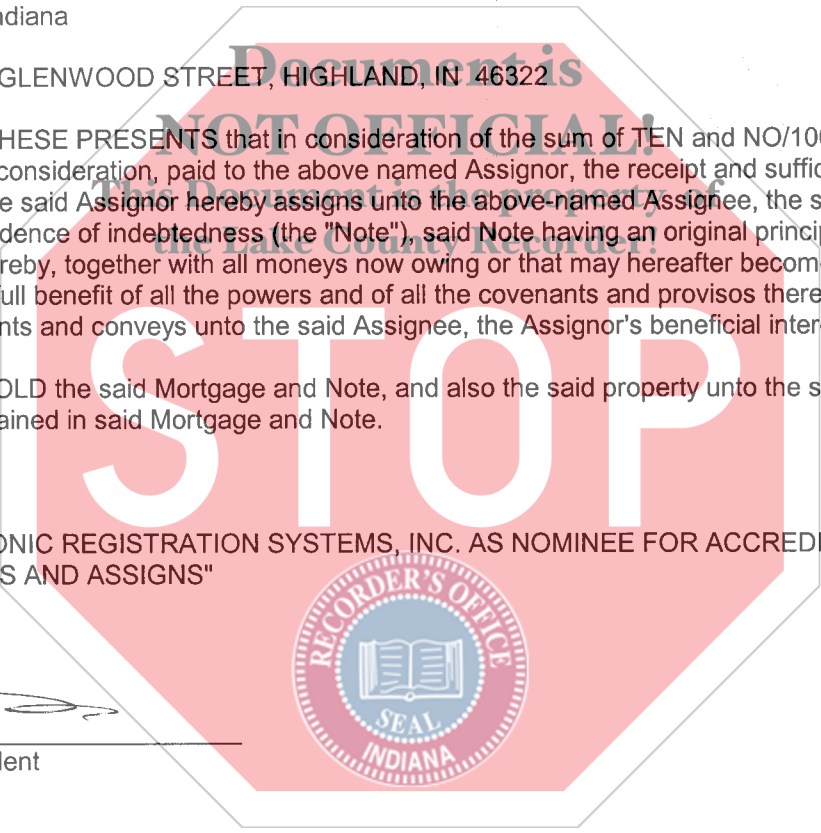 ndiana
Document is
GLENWOOD STREET, HIGHLAND, IN 46322
NOT OFFICIAL!
HESE PRESENTS that in consideration of the sum of TEN and NO/100
consideration, paid to the above named Assignor, the receipt and suffic
This Document is the property of
e said Assignor hereby assigns unto the above-named Assignee, the s
the Lake County Recorder!
dence of indebtedness (the "Note"), said Note having an original princip
reby, together with all moneys now owing or that may hereafter becom
full benefit of all the powers and of all the covenants and provisos there
nts and conveys unto the said Assignee, the Assignor's beneficial inter
STOP
OLD the said Mortgage and Note, and also the said property unto the s
ained in said Mortgage and Note.
ONIC REGISTRATION SYSTEMS, INC. AS NOMINEE FOR ACCREDI
S AND ASSIGNS"
RECORDER'S OFFICE
SEAL
INDIANA
dent